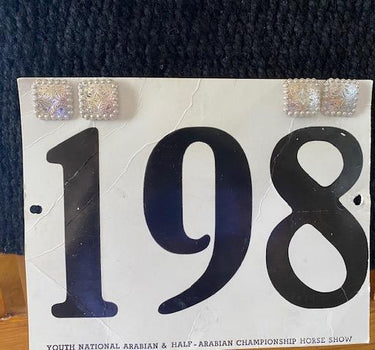 198
YOUTH NATIONAL ARABIAN & HALF-ARABIAN CHAMPIONSHIP HORSE SHOW